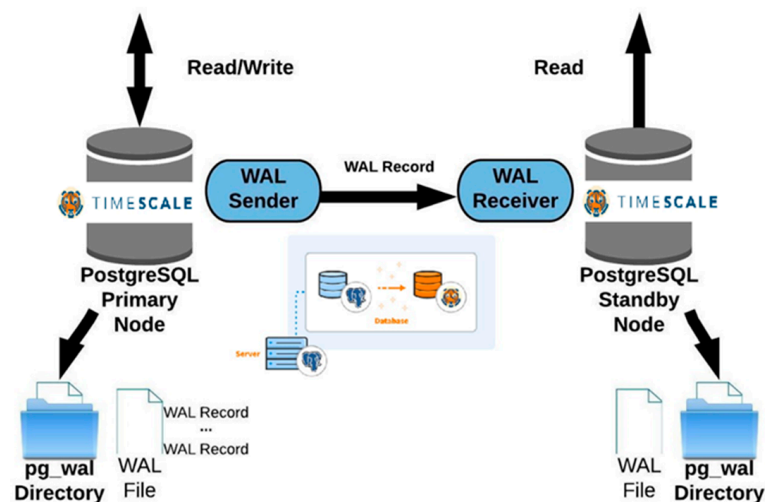 Read/Write
Read
TIMESCALE
WAL
Sender
WAL Record
WAL
Receiver
TIMESCALE
PostgreSQL
Primary
Node
PostgreSQL
Standby
Node
Database
Server
pg_wal
Directory
WAL
File
WAL Record
...
WAL Record
WAL
File
pg_wal
Directory